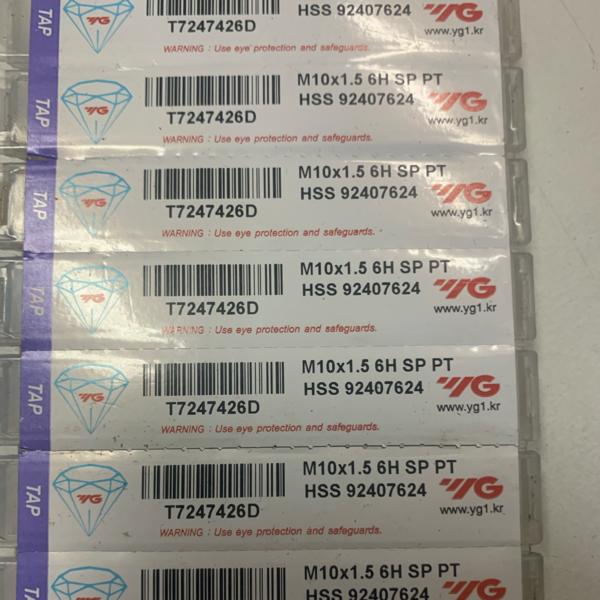 TAP
YG
T7247426D
HSS 92407624
YG
www.yg1.kr
WARNING : Use eye protection and safeguards.
TAP
YG
T7247426D
M10x1.5 6H SP PT
HSS 92407624
YG
www.yg1.kr
WARNING : Use eye protection and safeguards.
TAP
YG
T7247426D
M10x1.5 6H SP PT
HSS 92407624
YG
www.yg1.kr
WARNING : Use eye protection and safeguards.
TAP
YG
T7247426D
M10x1.5 6H SP PT
HSS 92407624
YG
www.yg1.kr
WARNING : Use eye protection and safeguards.
TAP
YG
T7247426D
M10x1.5 6H SP PT
HSS 92407624
YG
www.yg1.kr
WARNING : Use eye protection and safeguards.
TAP
YG
T7247426D
M10x1.5 6H SP PT
HSS 92407624
YG
www.yg1.kr
WARNING : Use eye protection and safeguards.
TAP
YG
M10x1.5 6H SP PT
HSS 92407624
YG